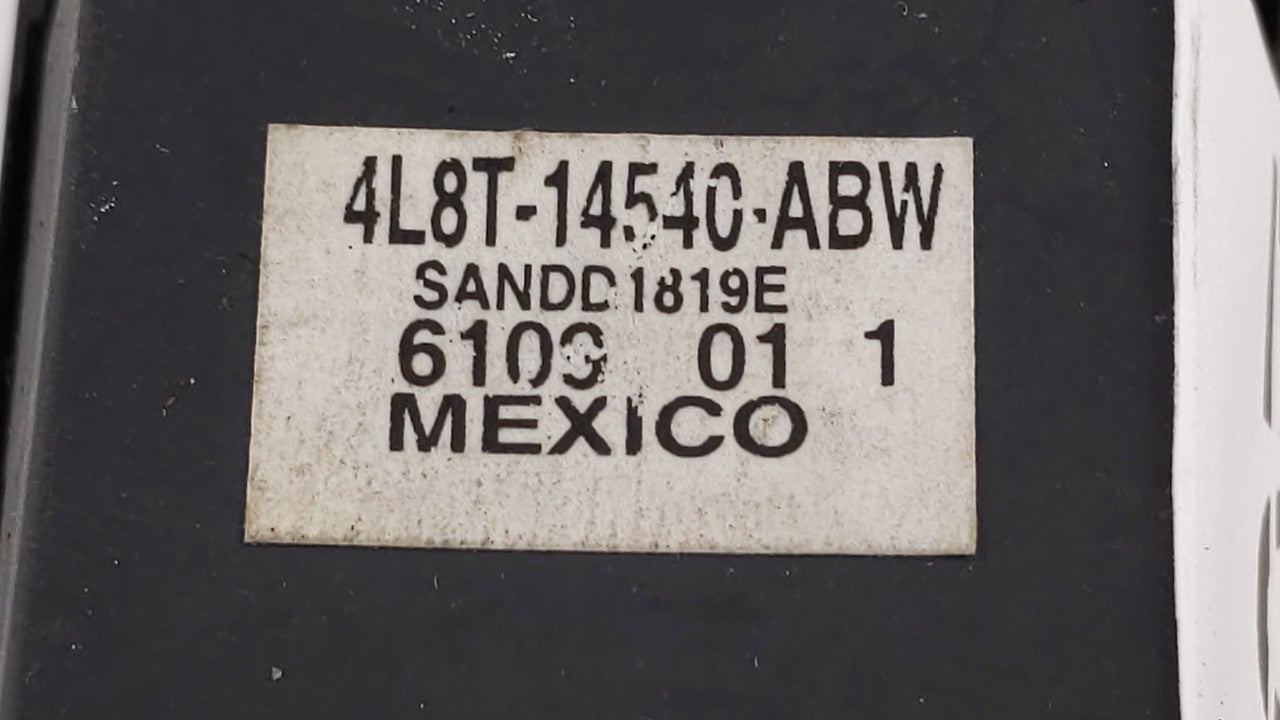 4L8T-14540-ABW
SANDD1819E
6109 01 1
MEXICO